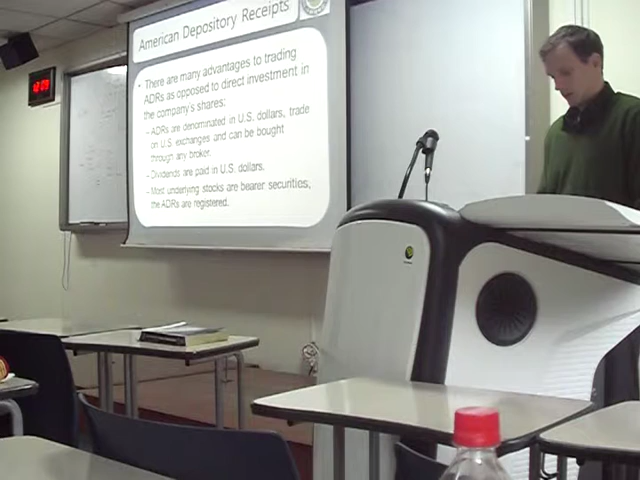 American Depository Receipts
• There are many advantages to trading
ADRs as opposed to direct investment in
the company's shares:
- ADRs are denominated in U.S. dollars, trade
on U.S. exchanges and can be bought
through any broker.
- Dividends are paid in U.S. dollars.
- Most underlying stocks are bearer securities,
the ADRs are registered.